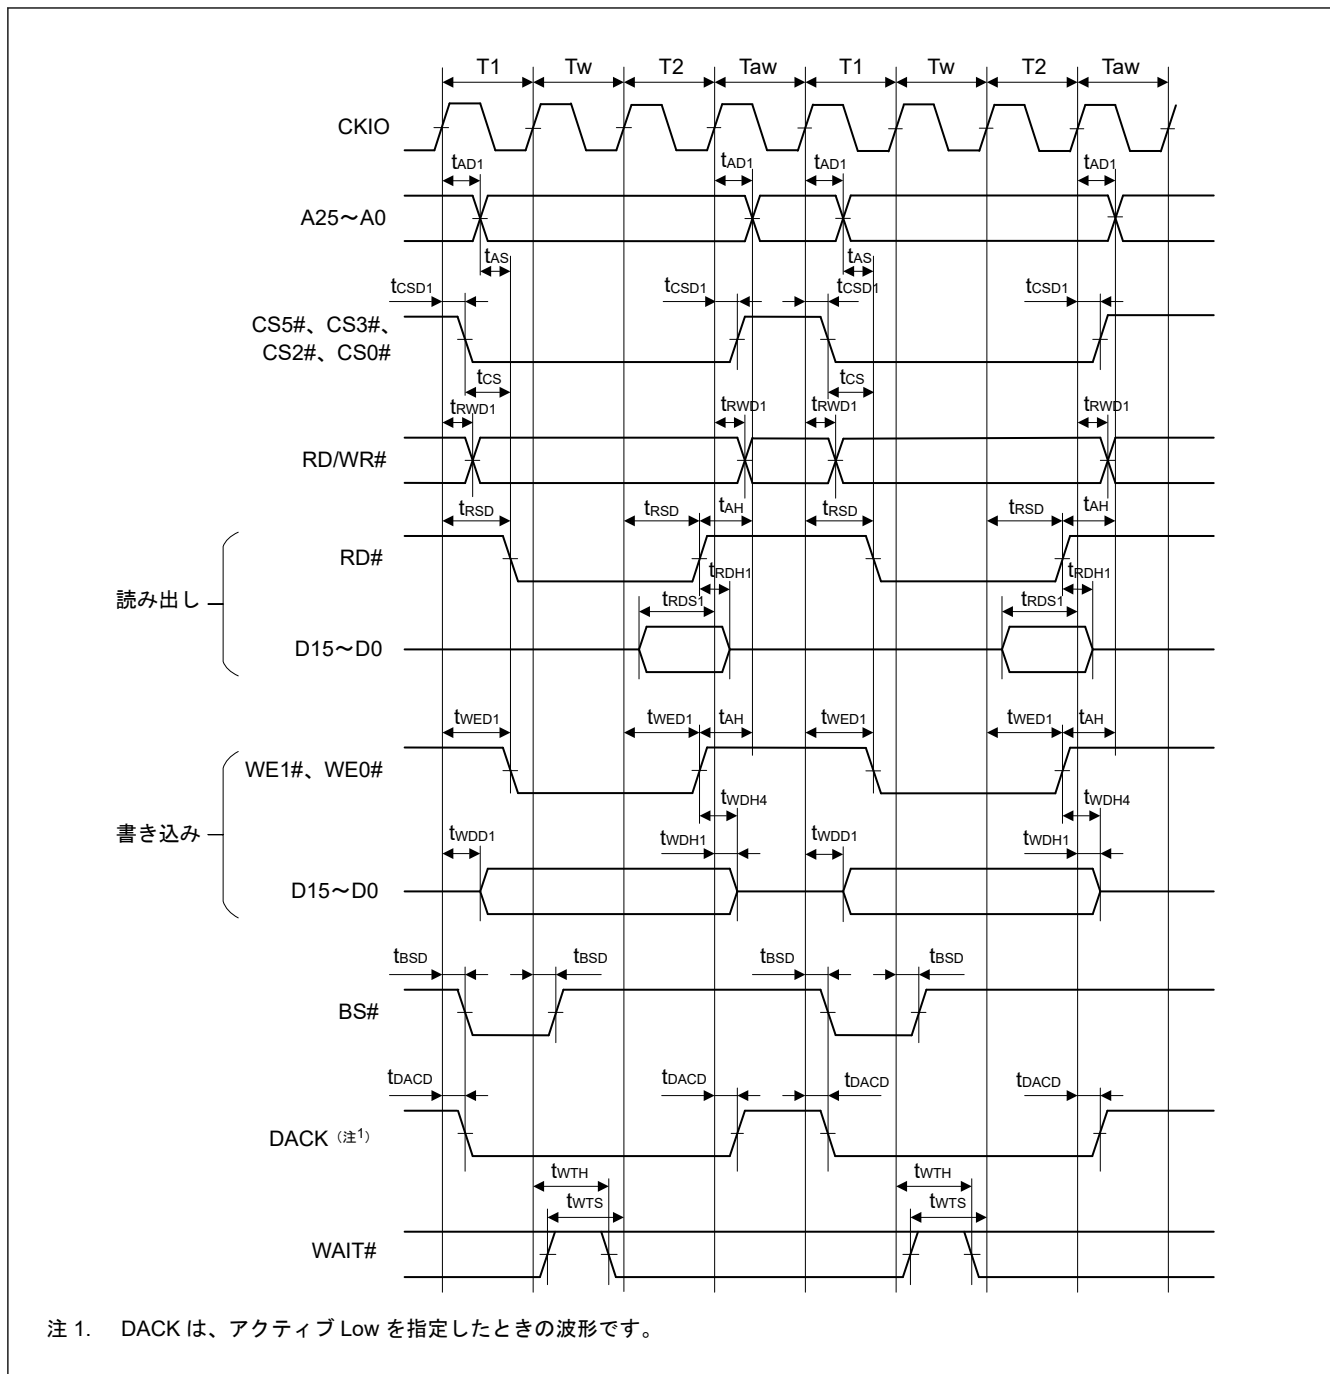 T1 Tw T2 Taw T1 Tw T2 Taw
CKIO
tAD1 tAD1 tAD1 tAD1
A25～A0
tAS tAS
tCSD1 tCSD1 tCSD1 tCSD1
CS5#、CS3#、
CS2#、CS0#
tCS tCS
tRWD1 tRWD1 tRWD1 tRWD1
RD/WR#
tRSD tRSD tAH tRSD tRSD tAH
RD#
tRDH1 tRDH1
読み出し
tRDS1 tRDS1
D15～D0
tWED1 tWED1 tAH tWED1 tWED1 tAH
WE1#、WE0#
tWDH4 tWDH4
書き込み
tWDD1 tWDH1 tWDD1 tWDH1
D15～D0
tBSD tBSD tBSD tBSD
BS#
tDACD tDACD tDACD tDACD
DACK（注1）
tWTH tWTH
tWTS tWTS
WAIT#
注 1. DACK は、アクティブ Low を指定したときの波形です。